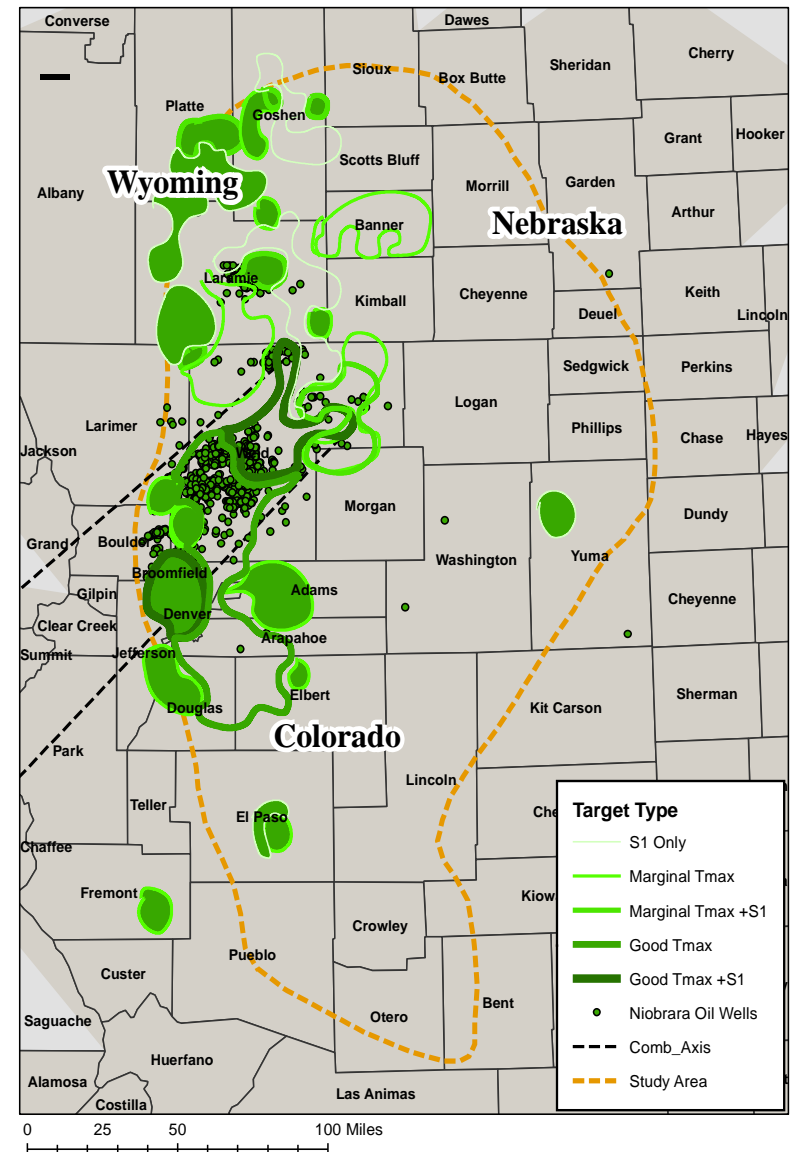 Converse
Dawes
Sioux
Box Butte
Sheridan
Cherry
Platte
Goshen
Grant
Hooker
Scotts Bluff
Albany
Wyoming
Morrill
Garden
Arthur
Banner
Nebraska
Laramie
Kimball
Cheyenne
Keith
Deuel
Lincoln
Sedgwick
Perkins
Larimer
Logan
Phillips
Chase
Hayes
Jackson
Weld
Morgan
Dundy
Grand
Boulder
Washington
Yuma
Broomfield
Gilpin
Adams
Cheyenne
Denver
Clear Creek
Arapahoe
Summit
Jefferson
Elbert
Sherman
Douglas
Kit Carson
Colorado
Park
Lincoln
Teller
El Paso
Che
Chaffee
Fremont
Kiow
Crowley
Pueblo
Custer
Bent
Otero
Saguache
Huerfano
Alamosa
Las Animas
Costilla
Target Type
S1 Only
Marginal Tmax
Marginal Tmax +S1
Good Tmax
Good Tmax +S1
Niobrara Oil Wells
Comb_Axis
Study Area
0 25 50 100 Miles